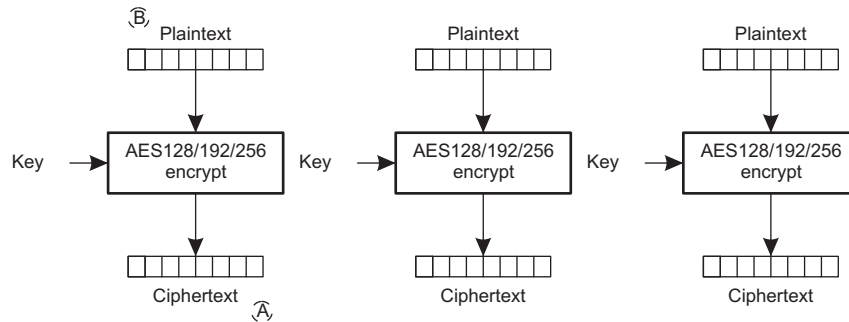 B
Plaintext Plaintext Plaintext
Key AES128/192/256 Key AES128/192/256 Key AES128/192/256
encrypt encrypt encrypt
Ciphertext Ciphertext Ciphertext
A